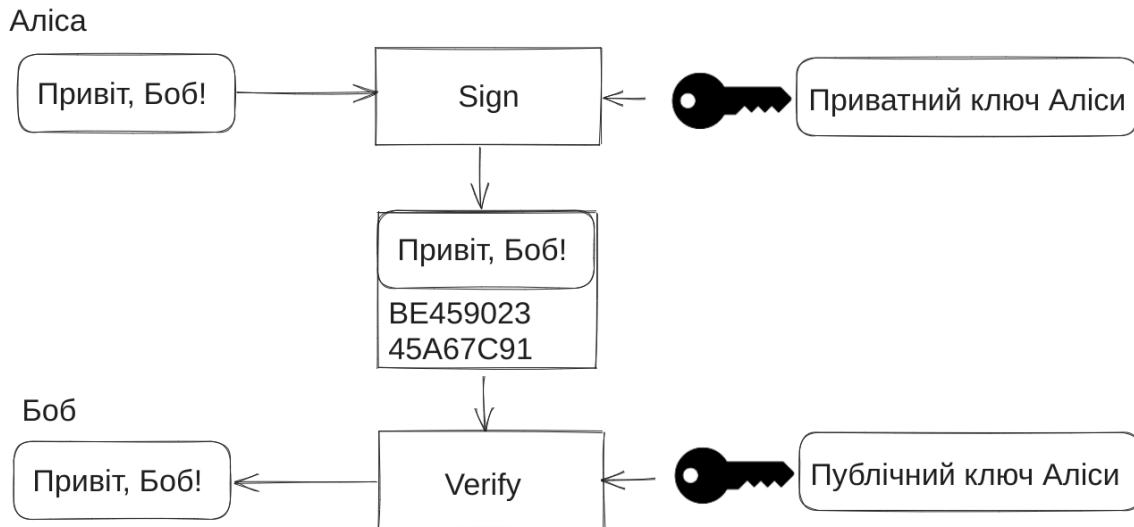 Аліса
Привіт, Боб!
Sign
Приватний ключ Аліси
Привіт, Боб!
BE459023
45A67C91
Боб
Привіт, Боб!
Verify
Публічний ключ Аліси